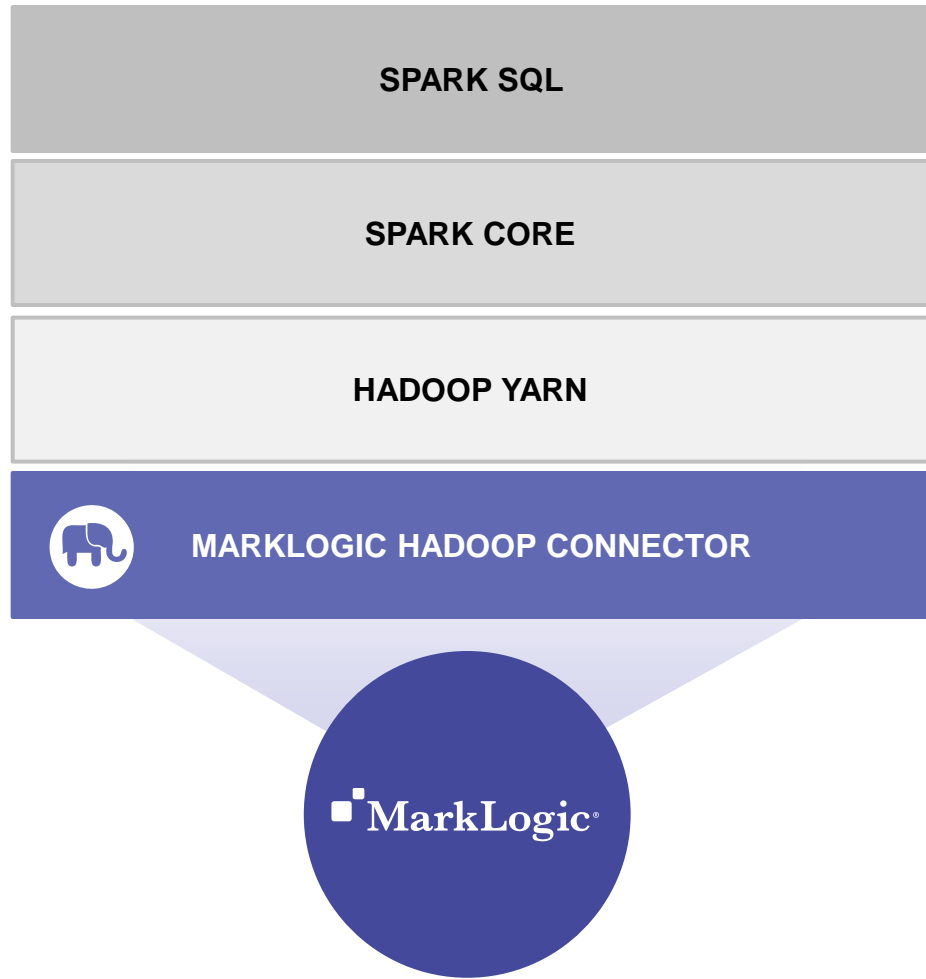 SPARK SQL
SPARK CORE
HADOOP YARN
MARKLOGIC HADOOP CONNECTOR
MarkLogic®